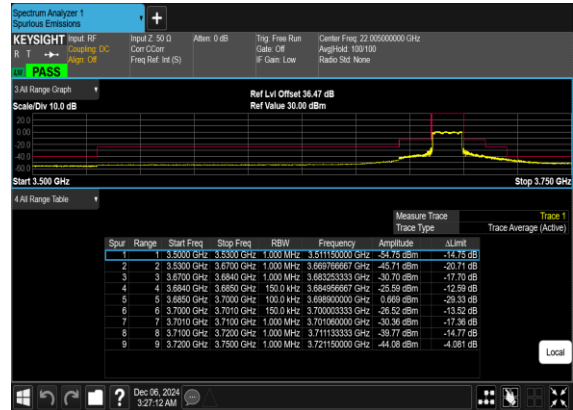 Spectrum Analyzer 1
Spurious Emissions
+
KEYSIGHT Input: RF Input Z: 50 Ω Atten: 0 dB Trig: Free Run Center Freq: 22.005000000 GHz
R T Coupling: DC Corr CCorr Gate: Off Avg|Hold: 100/100
Align: Off Freq Ref: Int (S) IF Gain: Low Radio Std: None
LXI PASS
3 All Range Graph
Ref Lvl Offset 36.47 dB
Scale/Div 10.0 dB Ref Value 30.00 dBm
20.0
0.00
-20.0
-40.0
-60.0
Start 3.500 GHz Stop 3.750 GHz
4 All Range Table
Measure Trace Trace 1
Trace Type Trace Average (Active)
Spur Range Start Freq Stop Freq RBW Frequency Amplitude ΔLimit
1 1 3.5000 GHz 3.5300 GHz 1.000 MHz 3.511150000 GHz -54.75 dBm -14.75 dB
2 2 3.5300 GHz 3.6700 GHz 1.000 MHz 3.669766667 GHz -45.71 dBm -20.71 dB
3 3 3.6700 GHz 3.6840 GHz 1.000 MHz 3.683253333 GHz -30.70 dBm -17.70 dB
4 4 3.6840 GHz 3.6850 GHz 150.0 kHz 3.684956667 GHz -25.59 dBm -12.59 dB
5 5 3.6850 GHz 3.7000 GHz 100.0 kHz 3.698900000 GHz 0.669 dBm -29.33 dB
6 6 3.7000 GHz 3.7010 GHz 150.0 kHz 3.700003333 GHz -26.52 dBm -13.52 dB
7 7 3.7010 GHz 3.7100 GHz 1.000 MHz 3.701060000 GHz -30.36 dBm -17.36 dB
8 8 3.7100 GHz 3.7200 GHz 1.000 MHz 3.711133333 GHz -39.77 dBm -14.77 dB
9 9 3.7200 GHz 3.7500 GHz 1.000 MHz 3.721150000 GHz -44.08 dBm -4.081 dB
Local
? Dec 06, 2024
3:27:12 AM